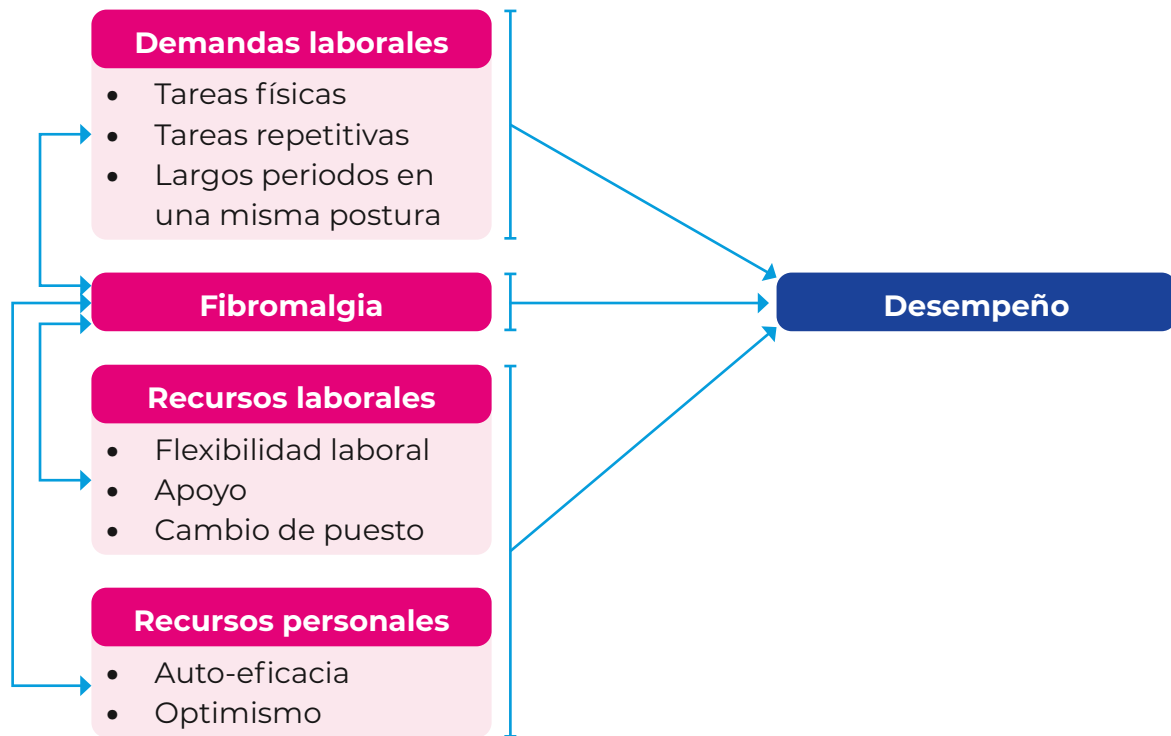 Demandas laborales
• Tareas físicas
• Tareas repetitivas
• Largos periodos en
una misma postura
Fibromalgia
Desempeño
Recursos laborales
• Flexibilidad laboral
• Apoyo
• Cambio de puesto
Recursos personales
• Auto-eficacia
• Optimismo